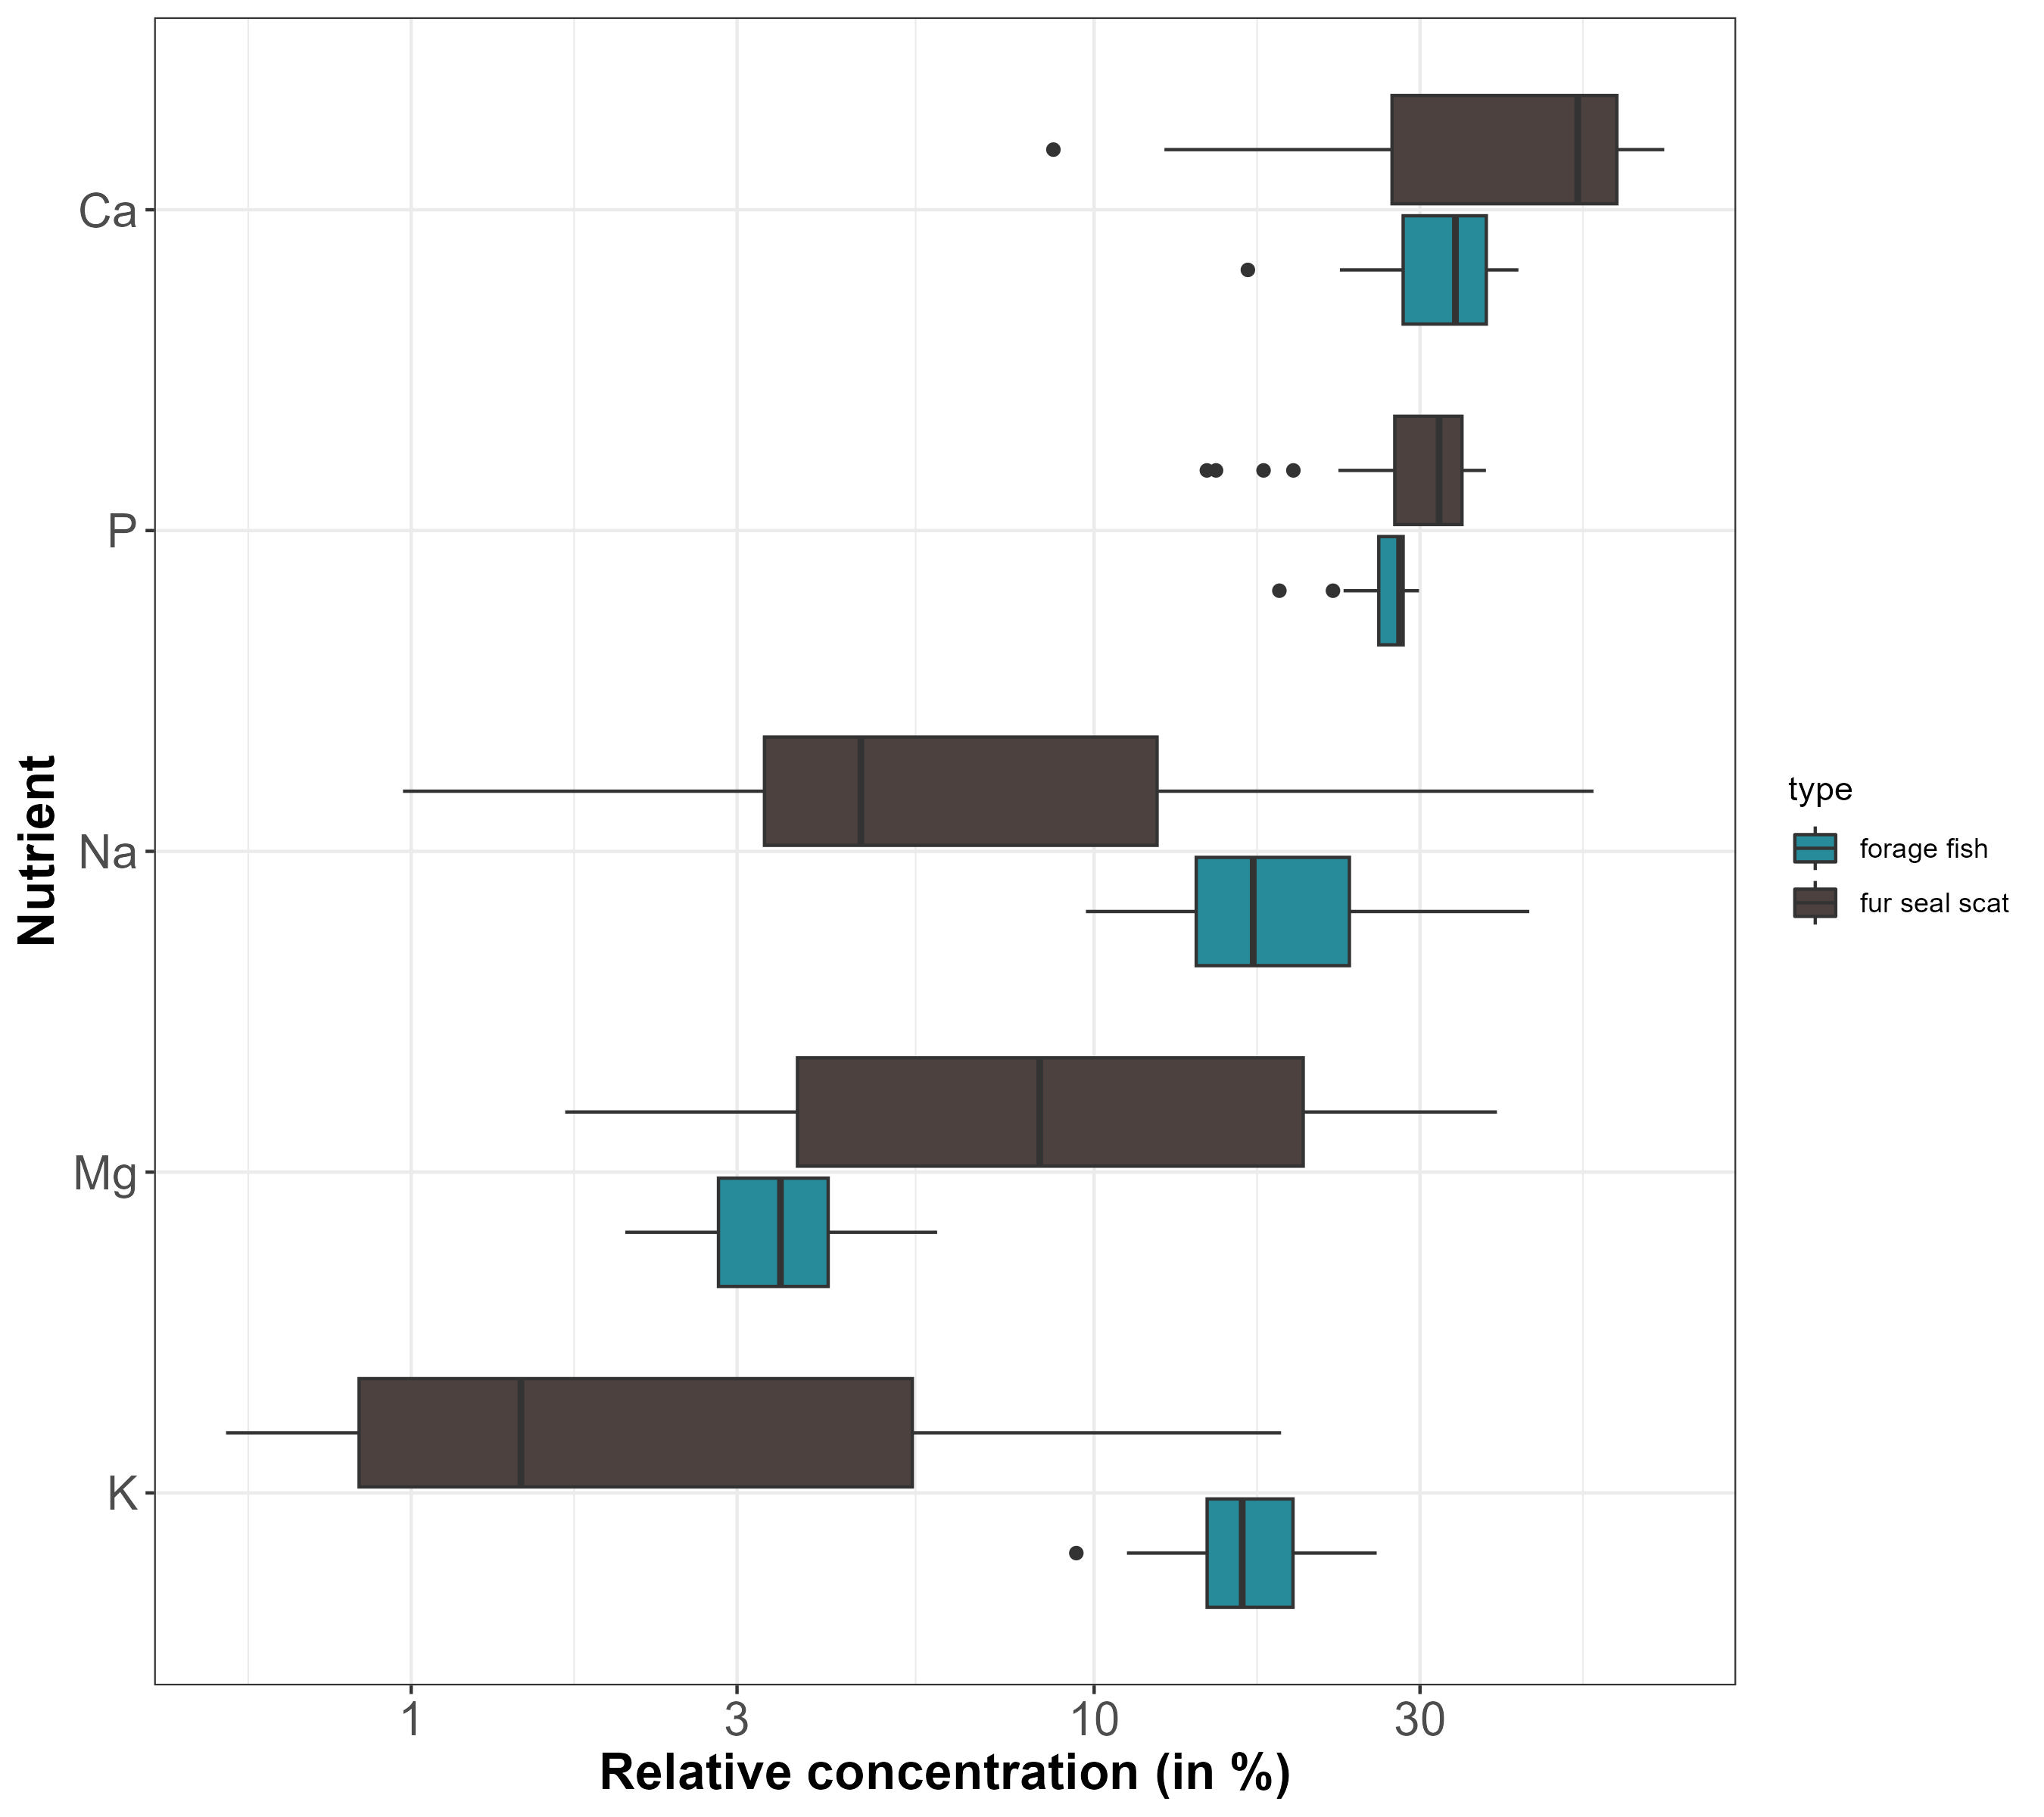 Nutrient
Ca
P
Na
Mg
K
1 3 10 30
Relative concentration (in %)
type
forage fish
fur seal scat